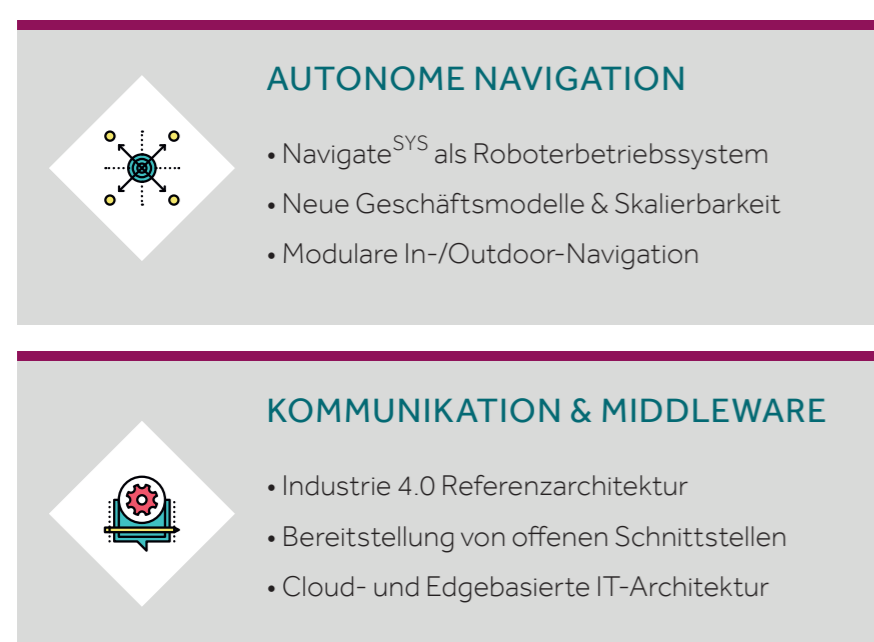 AUTONOME NAVIGATION
• Navigate^SYS als Roboterbetriebssystem
• Neue Geschäftsmodelle & Skalierbarkeit
• Modulare In-/Outdoor-Navigation
KOMMUNIKATION & MIDDLEWARE
• Industrie 4.0 Referenzarchitektur
• Bereitstellung von offenen Schnittstellen
• Cloud- und Edgebasierte IT-Architektur